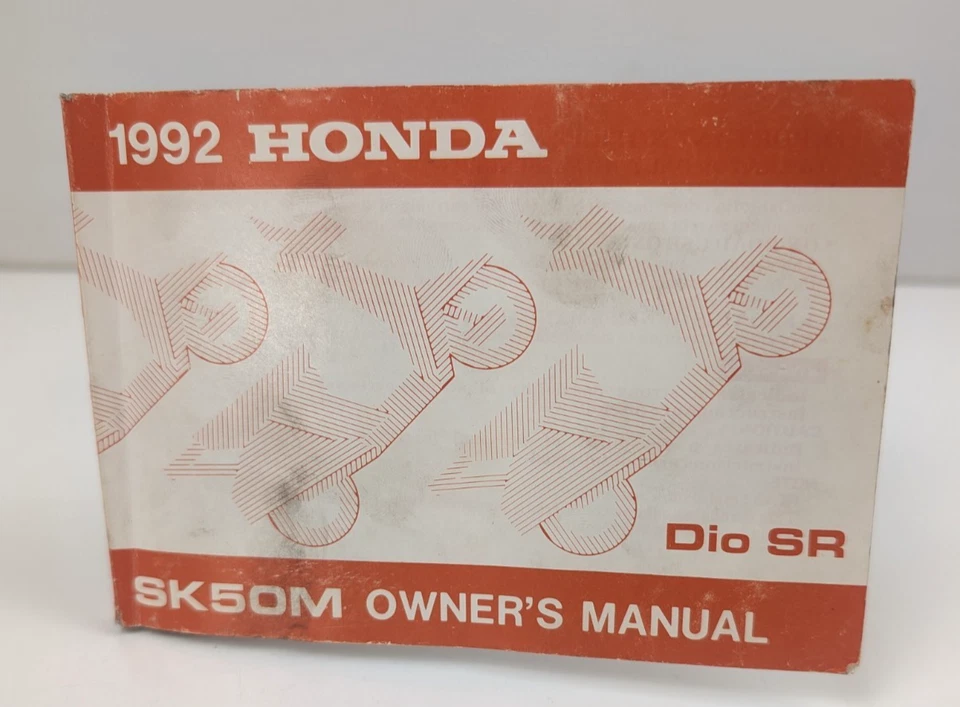 1992 HONDA
Dio SR
SK50M OWNER'S MANUAL